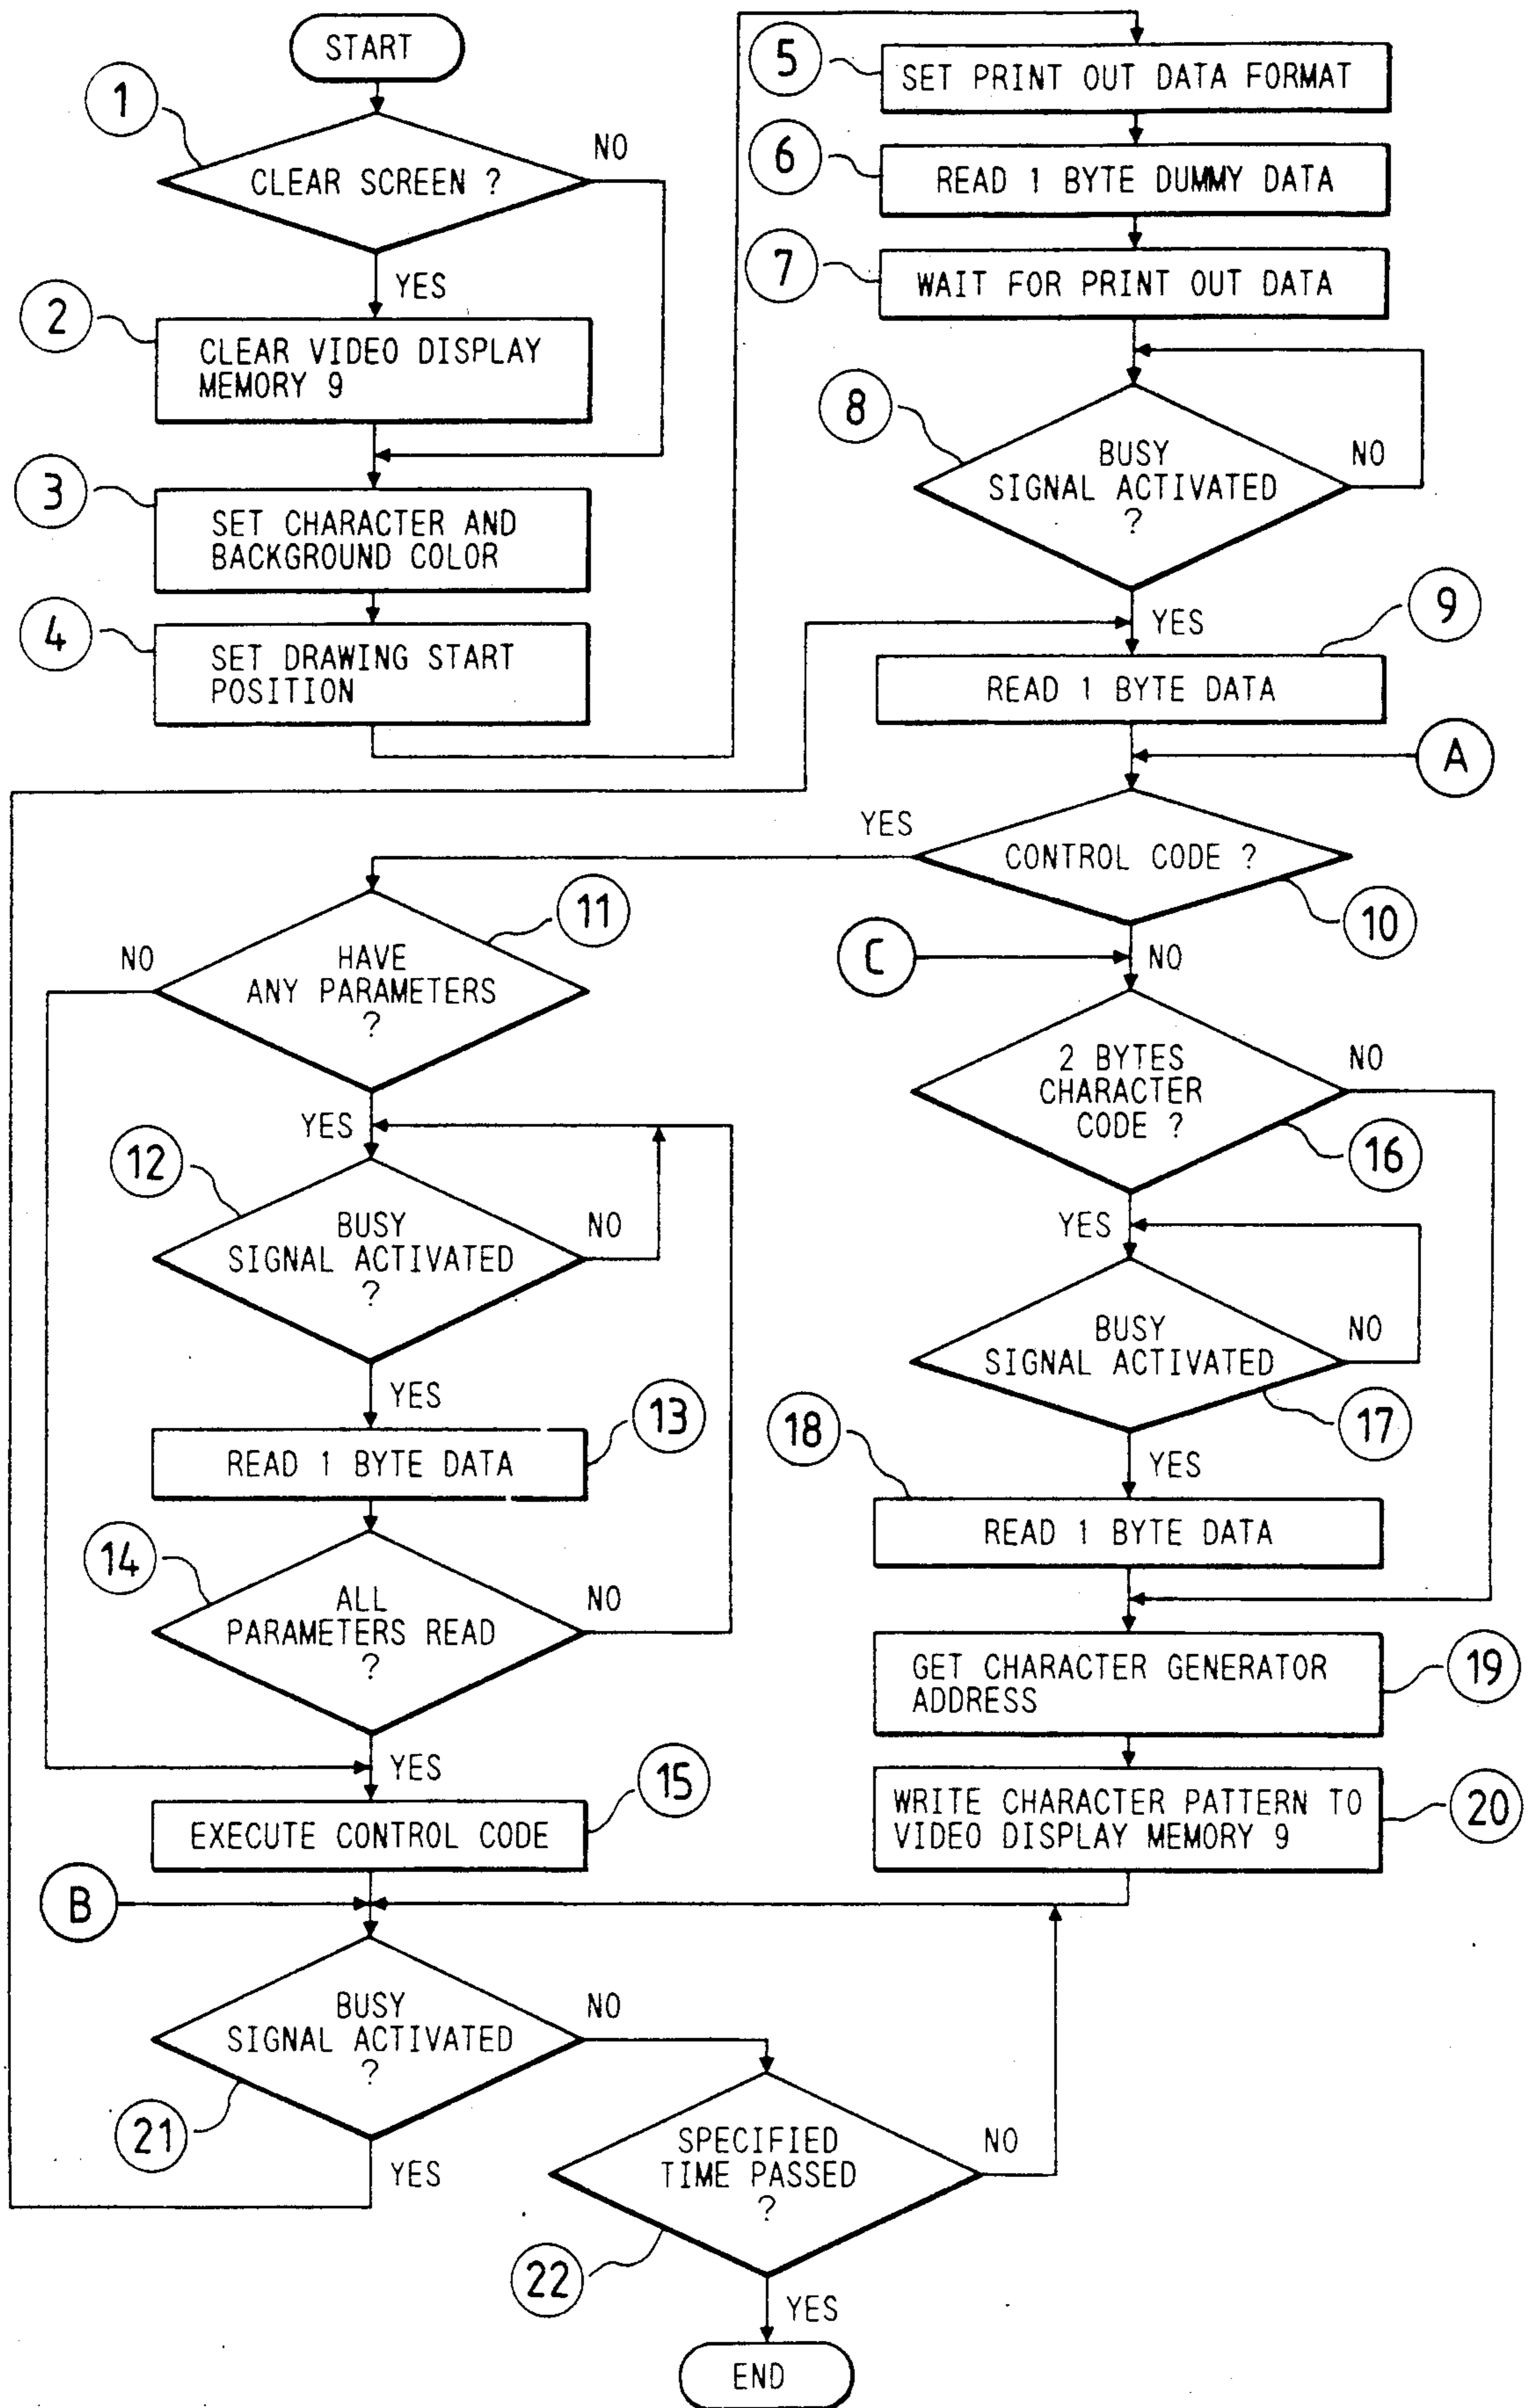 START
1
CLEAR SCREEN ?
NO
YES
2
CLEAR VIDEO DISPLAY
MEMORY 9
3
SET CHARACTER AND
BACKGROUND COLOR
4
SET DRAWING START
POSITION
5
SET PRINT OUT DATA FORMAT
6
READ 1 BYTE DUMMY DATA
7
WAIT FOR PRINT OUT DATA
8
BUSY
SIGNAL ACTIVATED
?
NO
YES
9
READ 1 BYTE DATA
A
CONTROL CODE ?
YES
10
C
NO
11
HAVE
ANY PARAMETERS
?
NO
YES
12
BUSY
SIGNAL ACTIVATED
?
NO
YES
13
READ 1 BYTE DATA
14
ALL
PARAMETERS READ
?
NO
YES
15
EXECUTE CONTROL CODE
2 BYTES
CHARACTER
CODE ?
NO
16
YES
BUSY
SIGNAL ACTIVATED
NO
17
YES
18
READ 1 BYTE DATA
GET CHARACTER GENERATOR
ADDRESS
19
WRITE CHARACTER PATTERN TO
VIDEO DISPLAY MEMORY 9
20
B
BUSY
SIGNAL ACTIVATED
?
NO
21
YES
SPECIFIED
TIME PASSED
?
NO
22
YES
END